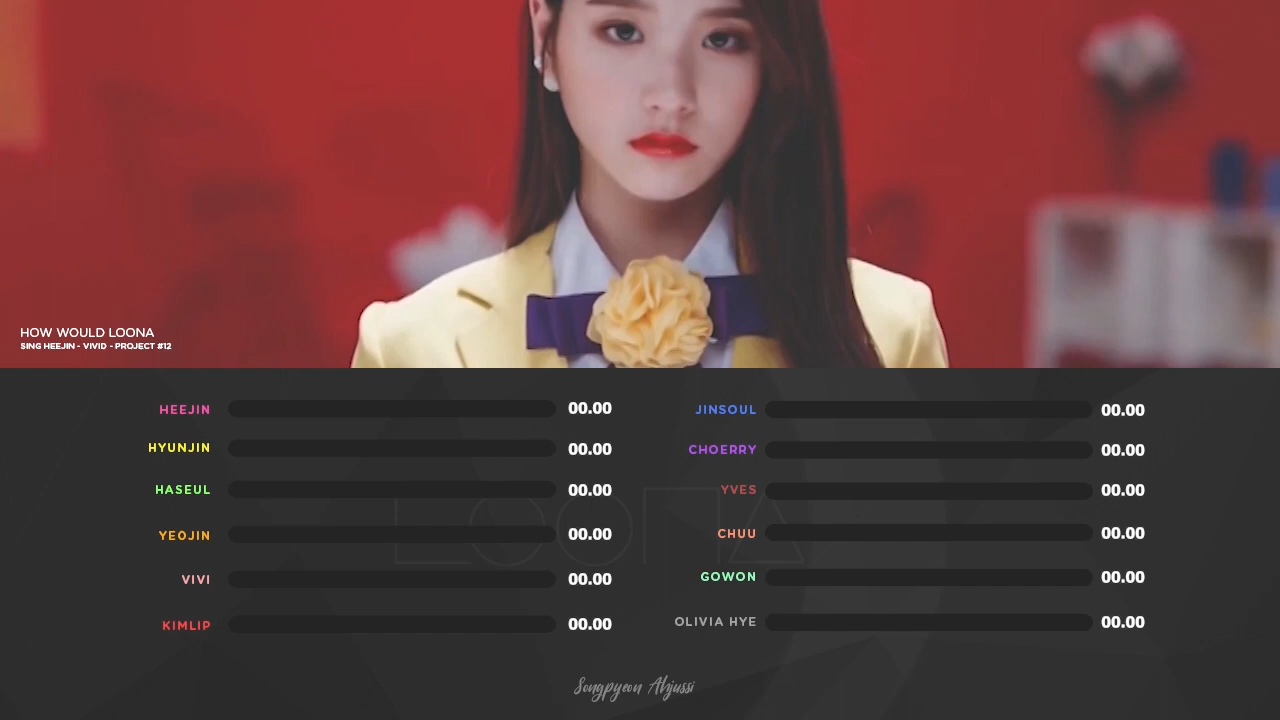 HOW WOULD LOONA
SING HEEJIN - VIVID - PROJECT #12
HEEJIN 00.00
HYUNJIN 00.00
HASEUL 00.00
YEOJIN 00.00
VIVI 00.00
KIMLIP 00.00
JINSOUL 00.00
CHOERRY 00.00
YVES 00.00
CHUU 00.00
GOWON 00.00
OLIVIA HYE 00.00
LOONA
Songpyeon Ahjussi